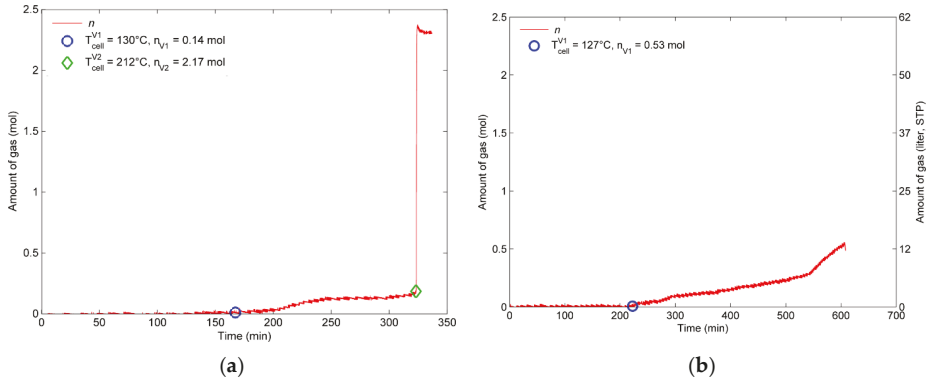 n
T_cell^V1 = 130°C, n_V1 = 0.14 mol
T_cell^V2 = 212°C, n_V2 = 2.17 mol
Amount of gas (mol)
2.5
2
1.5
1
0.5
0
0 50 100 150 200 250 300 350
Time (min)
(a)
n
T_cell^V1 = 127°C, n_V1 = 0.53 mol
Amount of gas (mol)
2.5
2
1.5
1
0.5
0
62
50
37
25
12
0
Amount of gas (liter, STP)
0 100 200 300 400 500 600 700
Time (min)
(b)